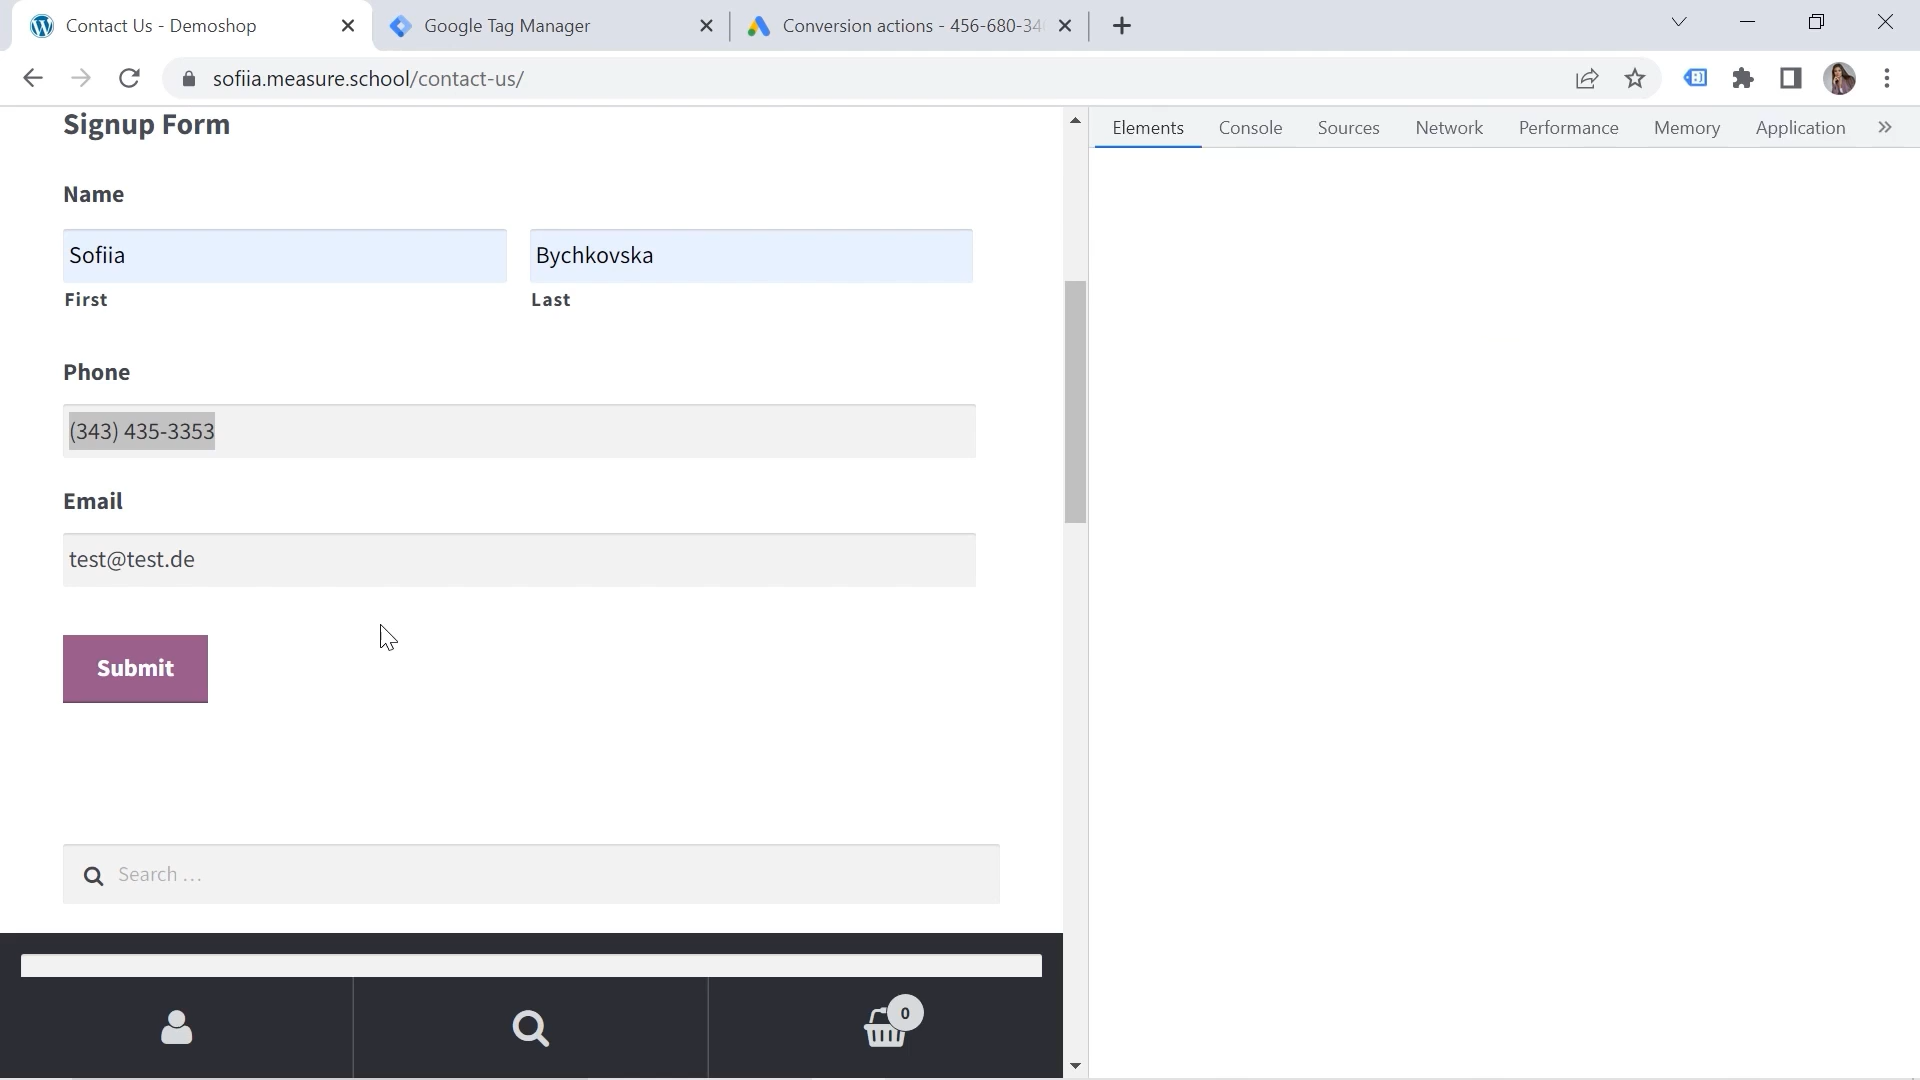 Contact Us - Demoshop
Google Tag Manager
Conversion actions - 456-680-34
sofiia.measure.school/contact-us/
Elements Console Sources Network Performance Memory Application
Signup Form
Name
Sofiia Bychkovska
First Last
Phone
(343) 435-3353
Email
test@test.de
Submit
Search …
0